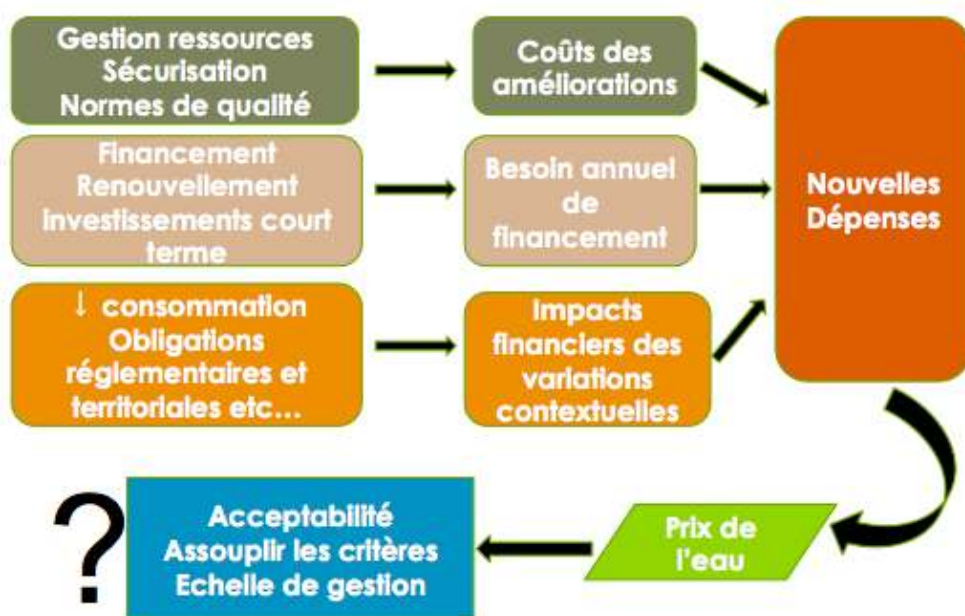 Gestion ressources
Sécurisation
Normes de qualité
Coûts des
améliorations
Financement
Renouvellement
investissements court
terme
Besoin annuel
de
financement
Nouvelles
Dépenses
↓ consommation
Obligations
réglementaires et
territoriales etc...
Impacts
financiers des
variations
contextuelles
?
Acceptabilité
Assouplir les critères
Echelle de gestion
Prix de
l'eau